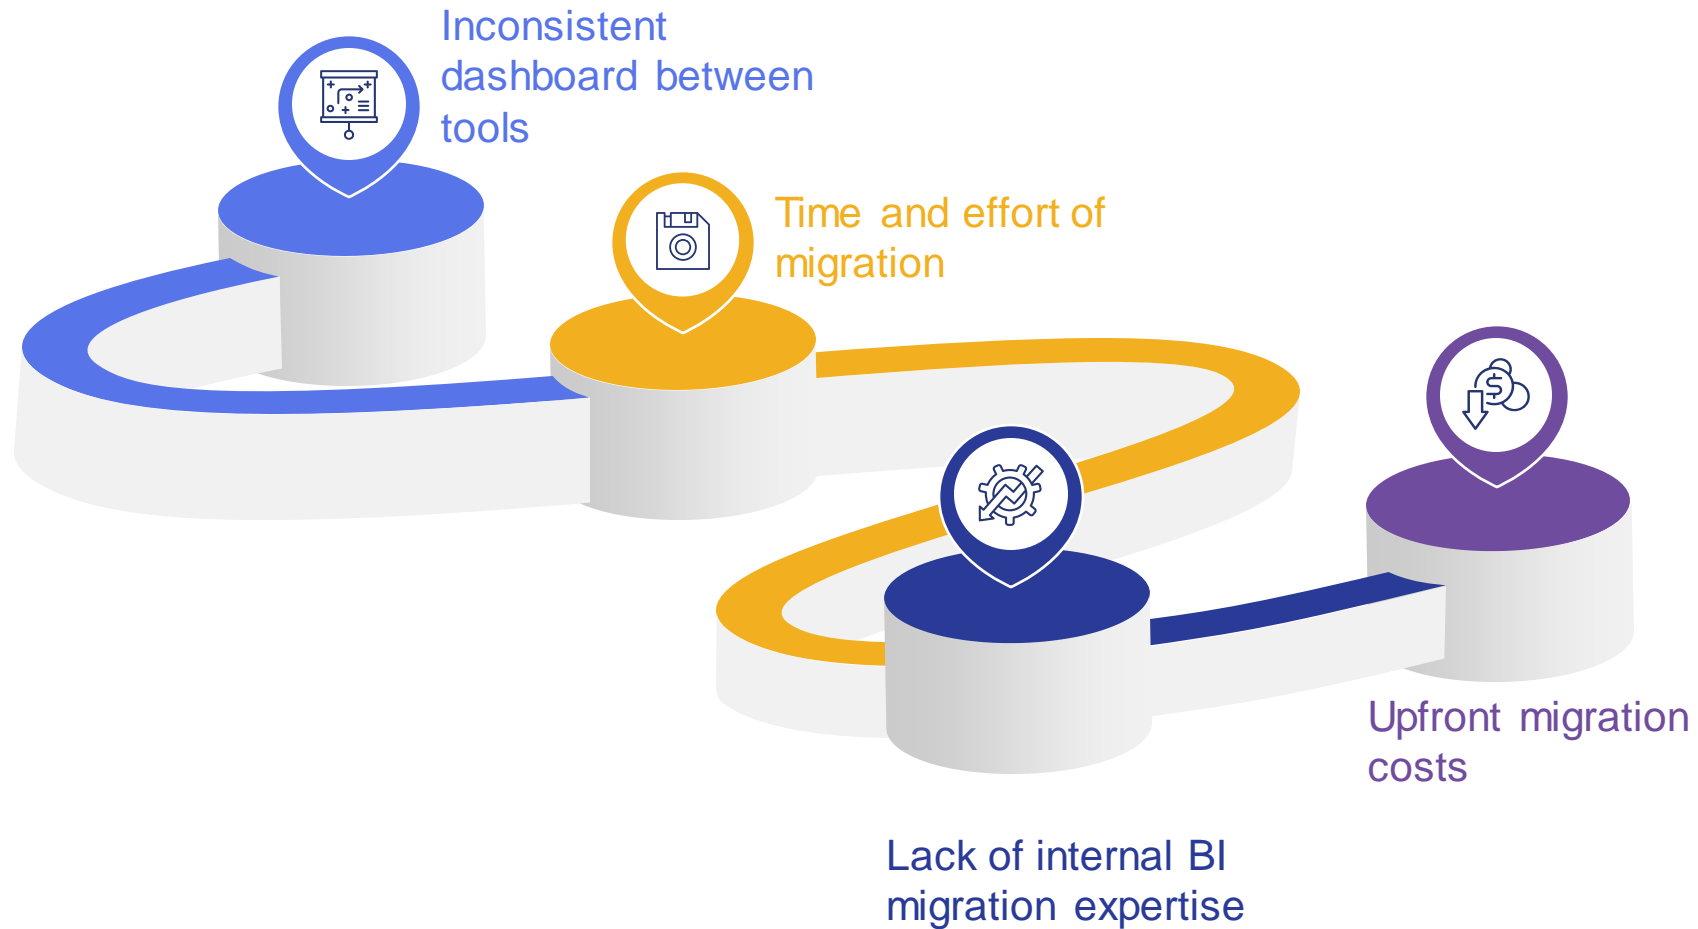 Inconsistent
dashboard between
tools
Time and effort of
migration
$
Upfront migration
costs
Lack of internal BI
migration expertise